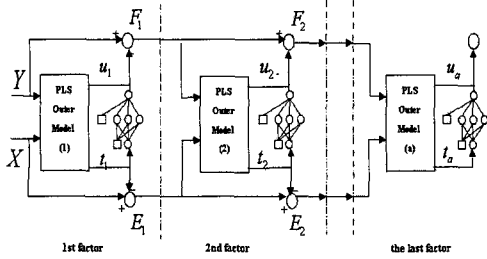 F₁
F₂
u₁
u₂
uₐ
Y
PLS
Outer
Model
(1)
PLS
Outer
Model
(2)
PLS
Outer
Model
(a)
X
t₁
t₂
tₐ
E₁
E₂
1st factor
2nd factor
the last factor